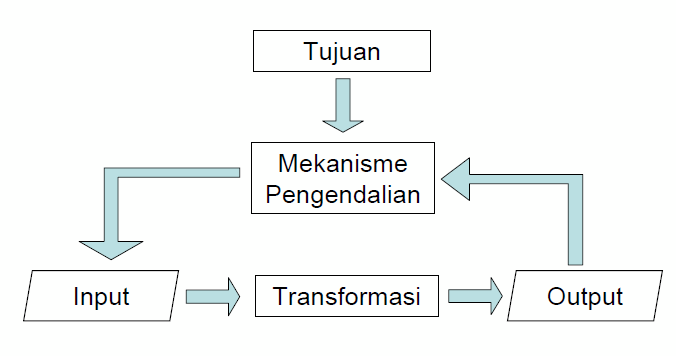 Tujuan
Mekanisme
Pengendalian
Input
Transformasi
Output